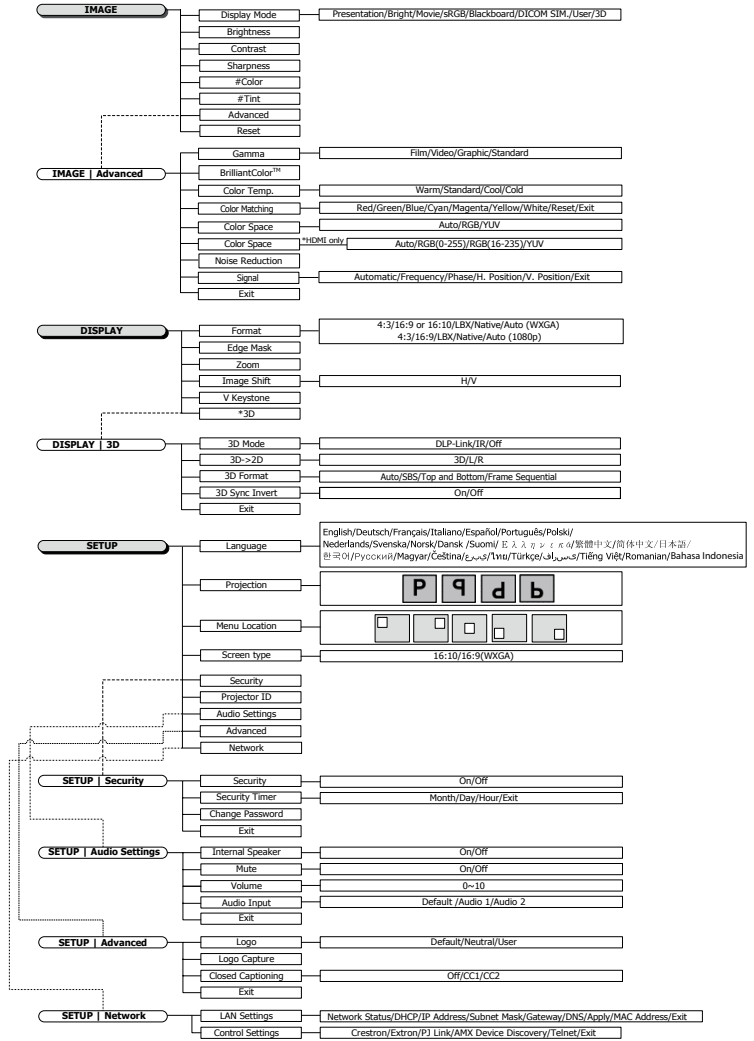 IMAGE
Display Mode
Presentation/Bright/Movie/sRGB/Blackboard/DICOM SIM./User/3D
Brightness
Contrast
Sharpness
#Color
#Tint
Advanced
Reset
IMAGE | Advanced
Gamma
Film/Video/Graphic/Standard
BrilliantColor™
Color Temp.
Warm/Standard/Cool/Cold
Color Matching
Red/Green/Blue/Cyan/Magenta/Yellow/White/Reset/Exit
Color Space
Auto/RGB/YUV
Color Space
*HDMI only
Auto/RGB(0-255)/RGB(16-235)/YUV
Noise Reduction
Signal
Automatic/Frequency/Phase/H. Position/V. Position/Exit
Exit
DISPLAY
Format
4:3/16:9 or 16:10/LBX/Native/Auto (WXGA)
4:3/16:9/LBX/Native/Auto (1080p)
Edge Mask
Zoom
Image Shift
H/V
V Keystone
*3D
DISPLAY | 3D
3D Mode
DLP-Link/IR/Off
3D->2D
3D/L/R
3D Format
Auto/SBS/Top and Bottom/Frame Sequential
3D Sync Invert
On/Off
Exit
SETUP
Language
English/Deutsch/Français/Italiano/Español/Português/Polski/
Nederlands/Svenska/Norsk/Dansk /Suomi/ Ελληνικά/繁體中文/简体中文/日本語/
한국어/Русский/Magyar/Čeština/ﻯﺏﺭﻉ/ไทย/Türkçe/ﻯﺱﺭﺍﻑ/Tiếng Việt/Romanian/Bahasa Indonesia
Projection
P P P P
Menu Location
Screen type
16:10/16:9(WXGA)
Security
Projector ID
Audio Settings
Advanced
Network
SETUP | Security
Security
On/Off
Security Timer
Month/Day/Hour/Exit
Change Password
Exit
SETUP | Audio Settings
Internal Speaker
On/Off
Mute
On/Off
Volume
0~10
Audio Input
Default /Audio 1/Audio 2
Exit
SETUP | Advanced
Logo
Default/Neutral/User
Logo Capture
Closed Captioning
Off/CC1/CC2
Exit
SETUP | Network
LAN Settings
Network Status/DHCP/IP Address/Subnet Mask/Gateway/DNS/Apply/MAC Address/Exit
Control Settings
Crestron/Extron/PJ Link/AMX Device Discovery/Telnet/Exit